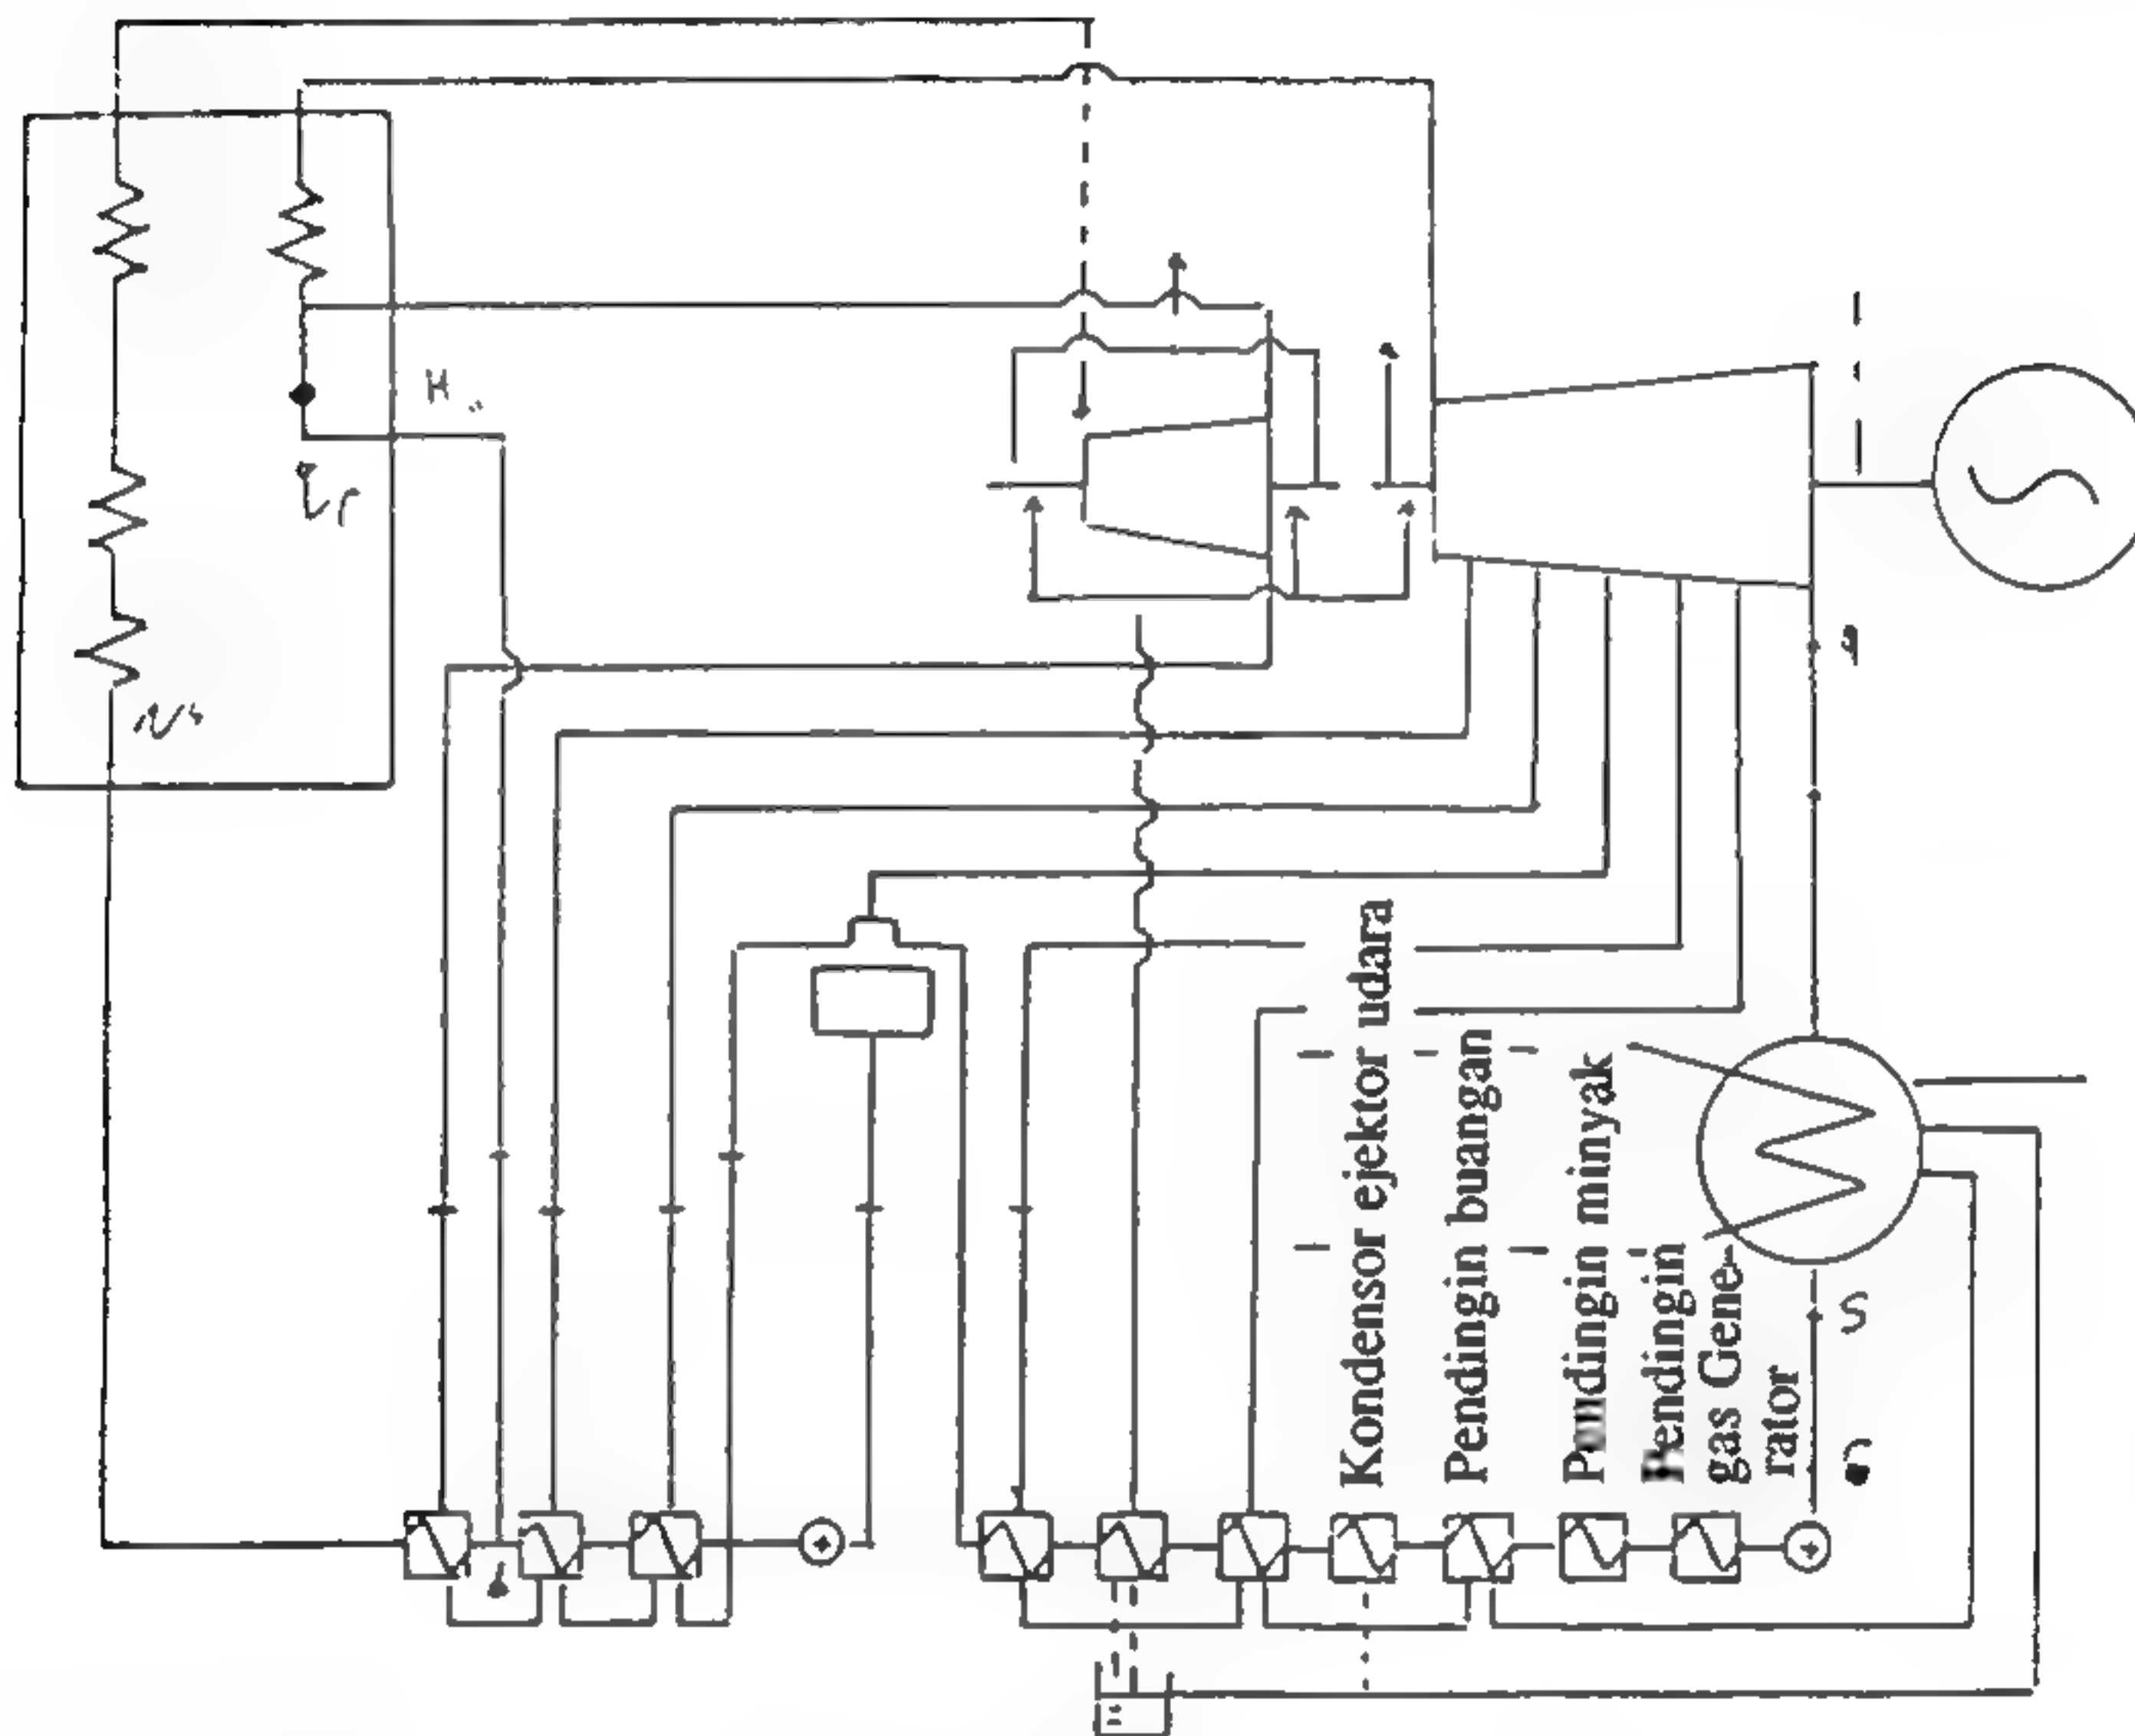 Kondensor ejektor udara
Pendingin buangan
Pendingin minyak
Pendingin
gas Gene-
rator
H
S